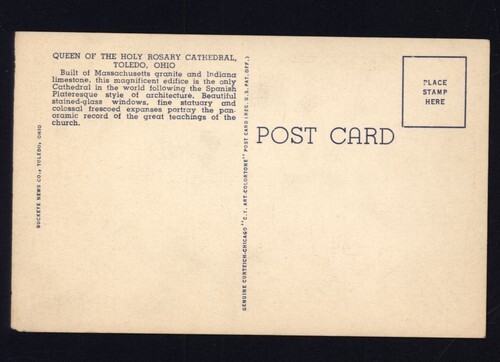 QUEEN OF THE HOLY ROSARY CATHEDRAL,
TOLEDO, OHIO
Built of Massachusetts granite and Indiana
limestone, this magnificent edifice is the only
Cathedral in the world following the Spanish
Plateresque style of architecture. Beautiful
stained-glass windows, fine statuary and
colossal frescoed expanses portray the pan-
oramic record of the great teachings of the
church.
BUCKEYE NEWS CO., TOLEDO, OHIO
GENUINE CURTEICH-CHICAGO "C.T. ART-COLORTONE" POST CARD (REG. U.S. PAT. OFF.)
POST CARD
PLACE
STAMP
HERE